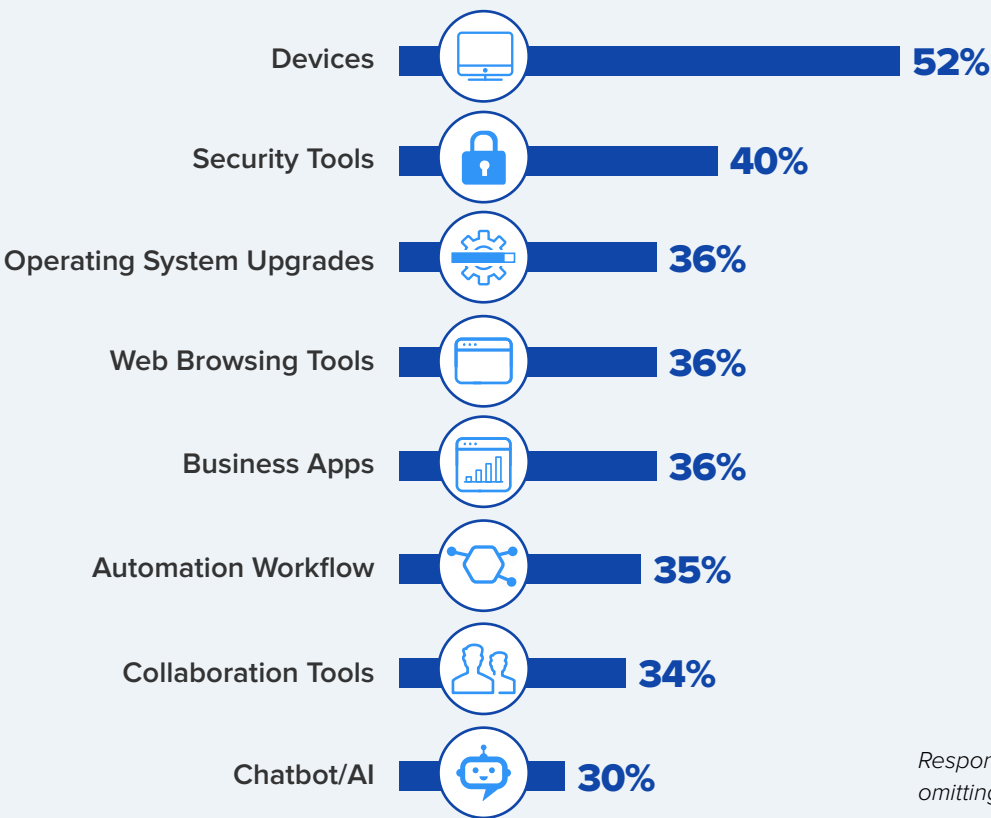 Devices 52%
Security Tools 40%
Operating System Upgrades 36%
Web Browsing Tools 36%
Business Apps 36%
Automation Workflow 35%
Collaboration Tools 34%
Chatbot/AI 30%